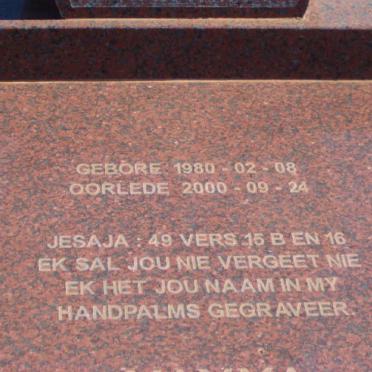 GEBORE 1980 - 02 - 08
OORLEDE 2000 - 09 - 24
JESAJA : 49 VERS 15 B EN 16
EK SAL JOU NIE VERGEET NIE
EK HET JOU NAAM IN MY
HANDPALMS GEGRAVEER.